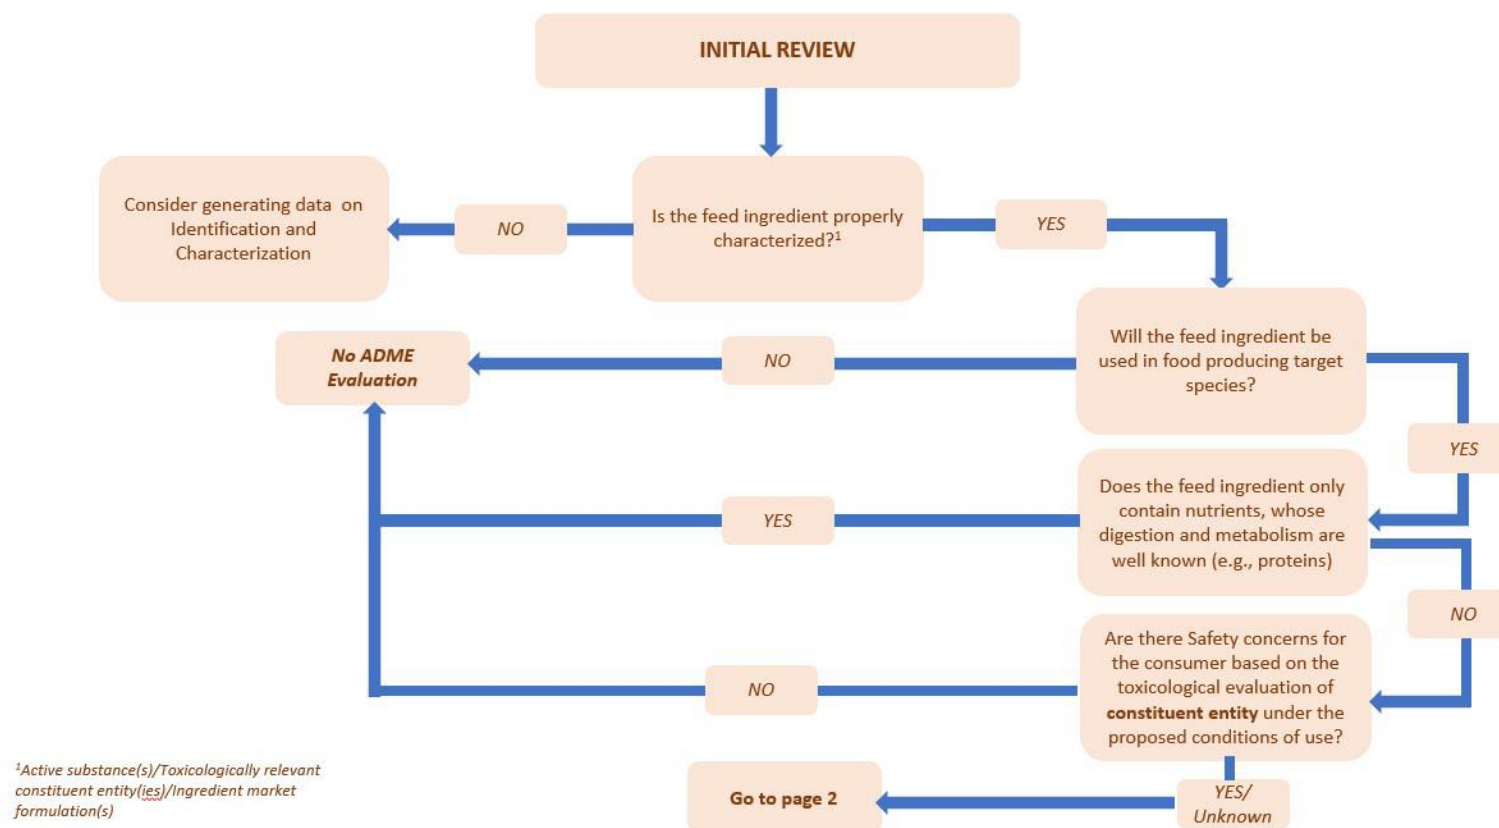 INITIAL REVIEW
Consider generating data on
Identification and
Characterization
NO
Is the feed ingredient properly
characterized?¹
YES
No ADME
Evaluation
NO
Will the feed ingredient be
used in food producing target
species?
YES
YES
Does the feed ingredient only
contain nutrients, whose
digestion and metabolism are
well known (e.g., proteins)
NO
NO
Are there Safety concerns for
the consumer based on the
toxicological evaluation of
constituent entity under the
proposed conditions of use?
¹Active substance(s)/Toxicologically relevant
constituent entity(ies)/Ingredient market
formulation(s)
Go to page 2
YES/
Unknown